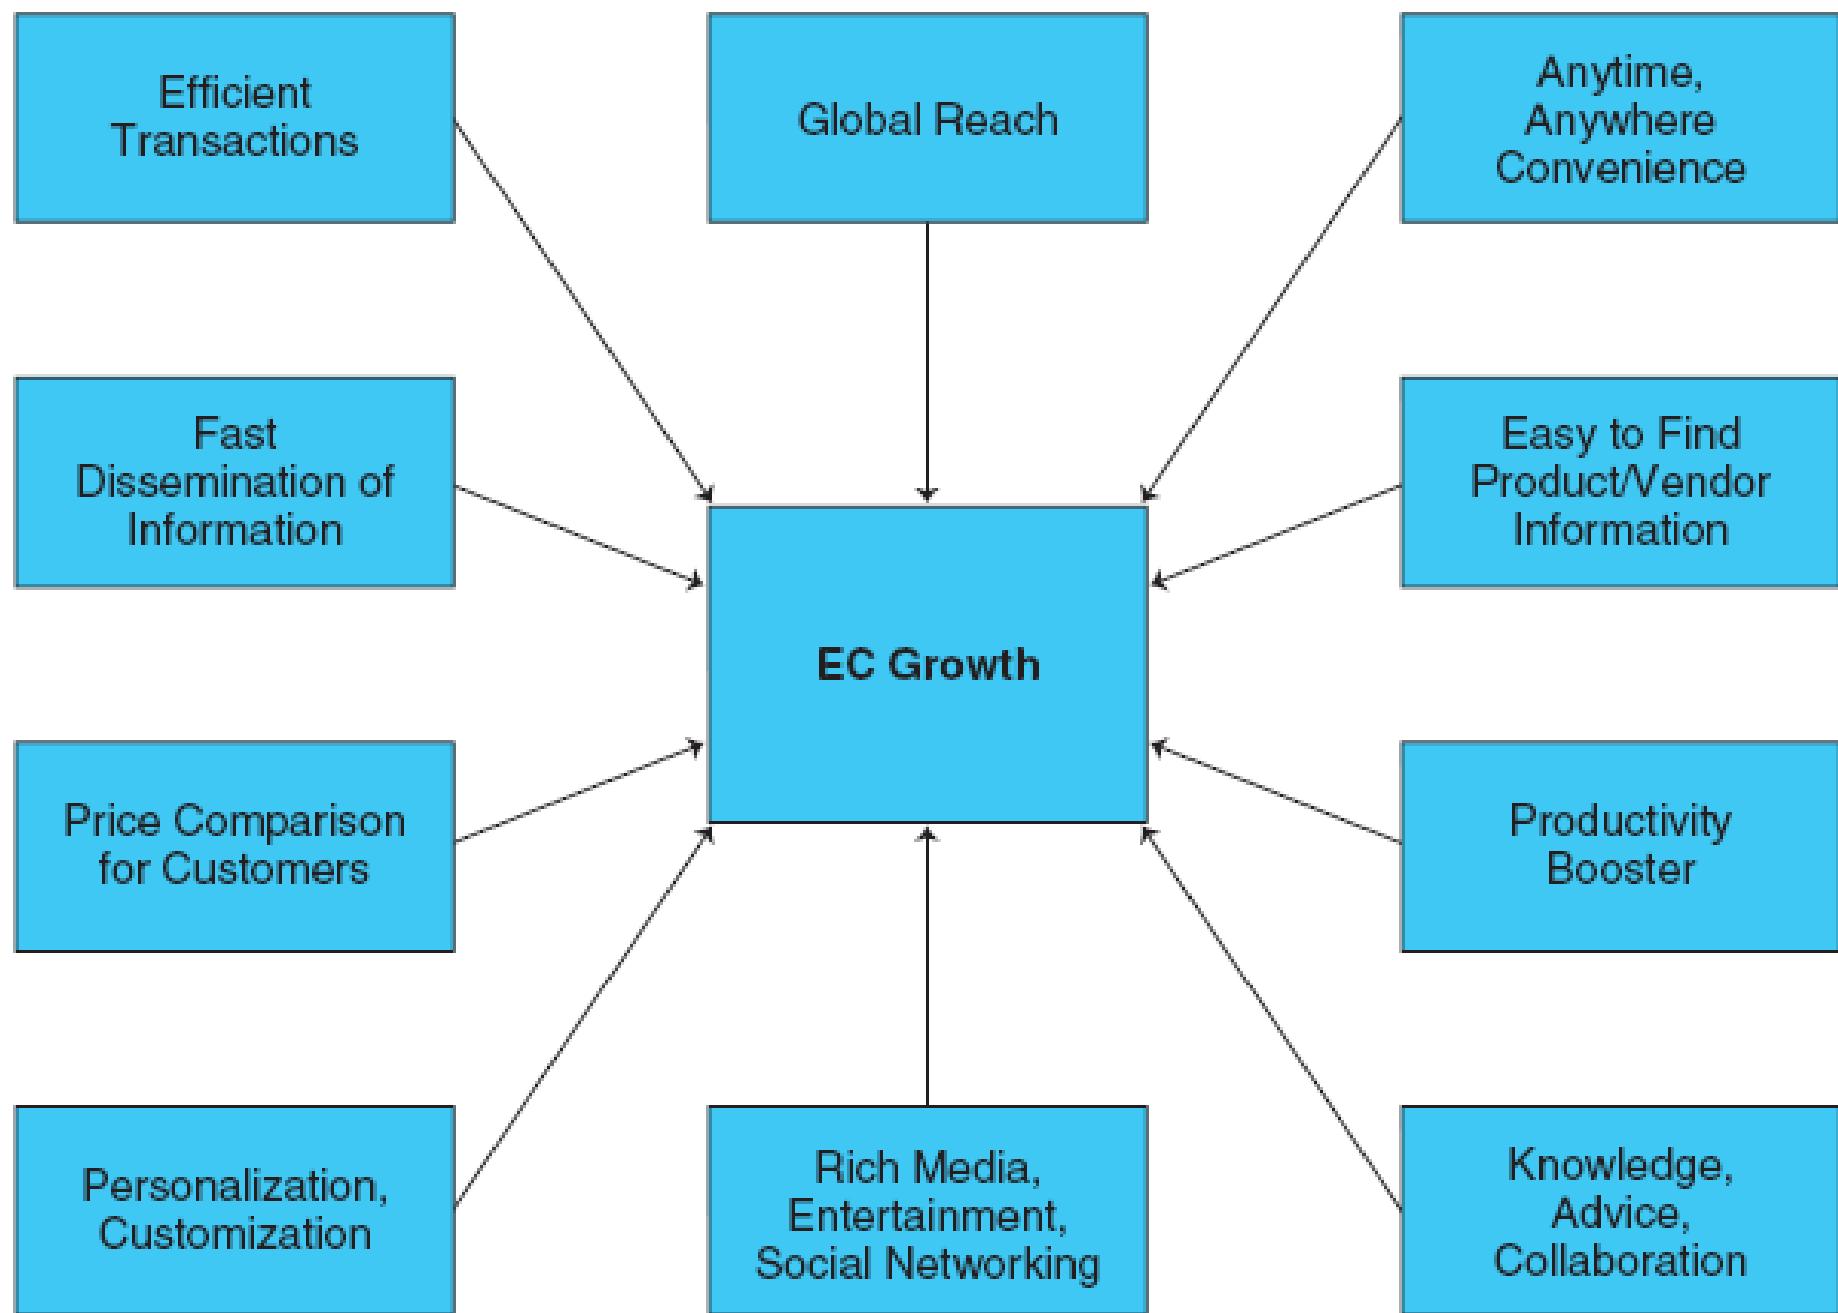 Efficient
Transactions
Global Reach
Anytime,
Anywhere
Convenience
Fast
Dissemination of
Information
Easy to Find
Product/Vendor
Information
EC Growth
Price Comparison
for Customers
Productivity
Booster
Personalization,
Customization
Rich Media,
Entertainment,
Social Networking
Knowledge,
Advice,
Collaboration